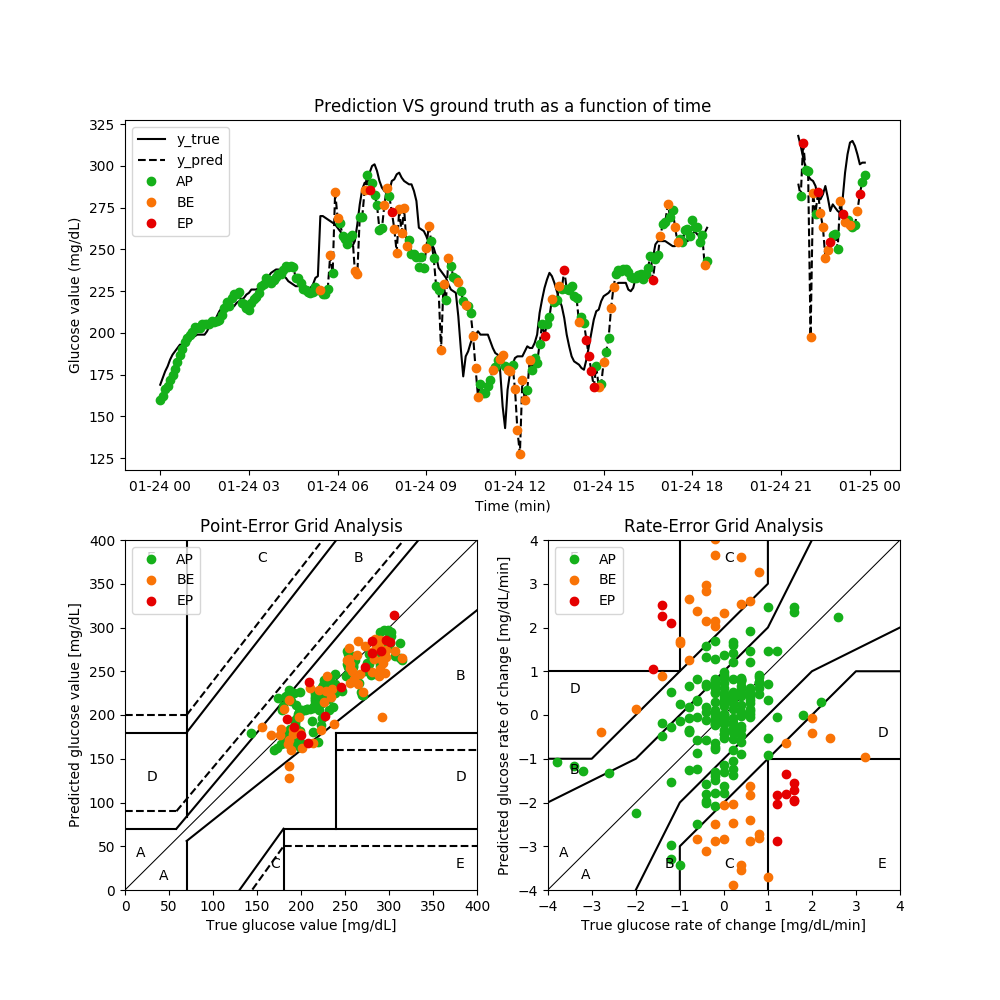 Prediction VS ground truth as a function of time
325
300
275
250
225
200
175
150
125
Glucose value (mg/dL)
y_true
y_pred
AP
BE
EP
01-24 00 01-24 03 01-24 06 01-24 09 01-24 12 01-24 15 01-24 18 01-24 21 01-25 00
Time (min)
Point-Error Grid Analysis
400
350
300
250
200
150
100
50
0
Predicted glucose value [mg/dL]
AP
BE
EP
C B
B
D D
A
A
C
E
0 50 100 150 200 250 300 350 400
True glucose value [mg/dL]
Rate-Error Grid Analysis
4
3
2
1
0
−1
−2
−3
−4
Predicted glucose rate of change [mg/dL/min]
AP
BE
EP
C
D
D
B
A
A
B C E
−4 −3 −2 −1 0 1 2 3 4
True glucose rate of change [mg/dL/min]